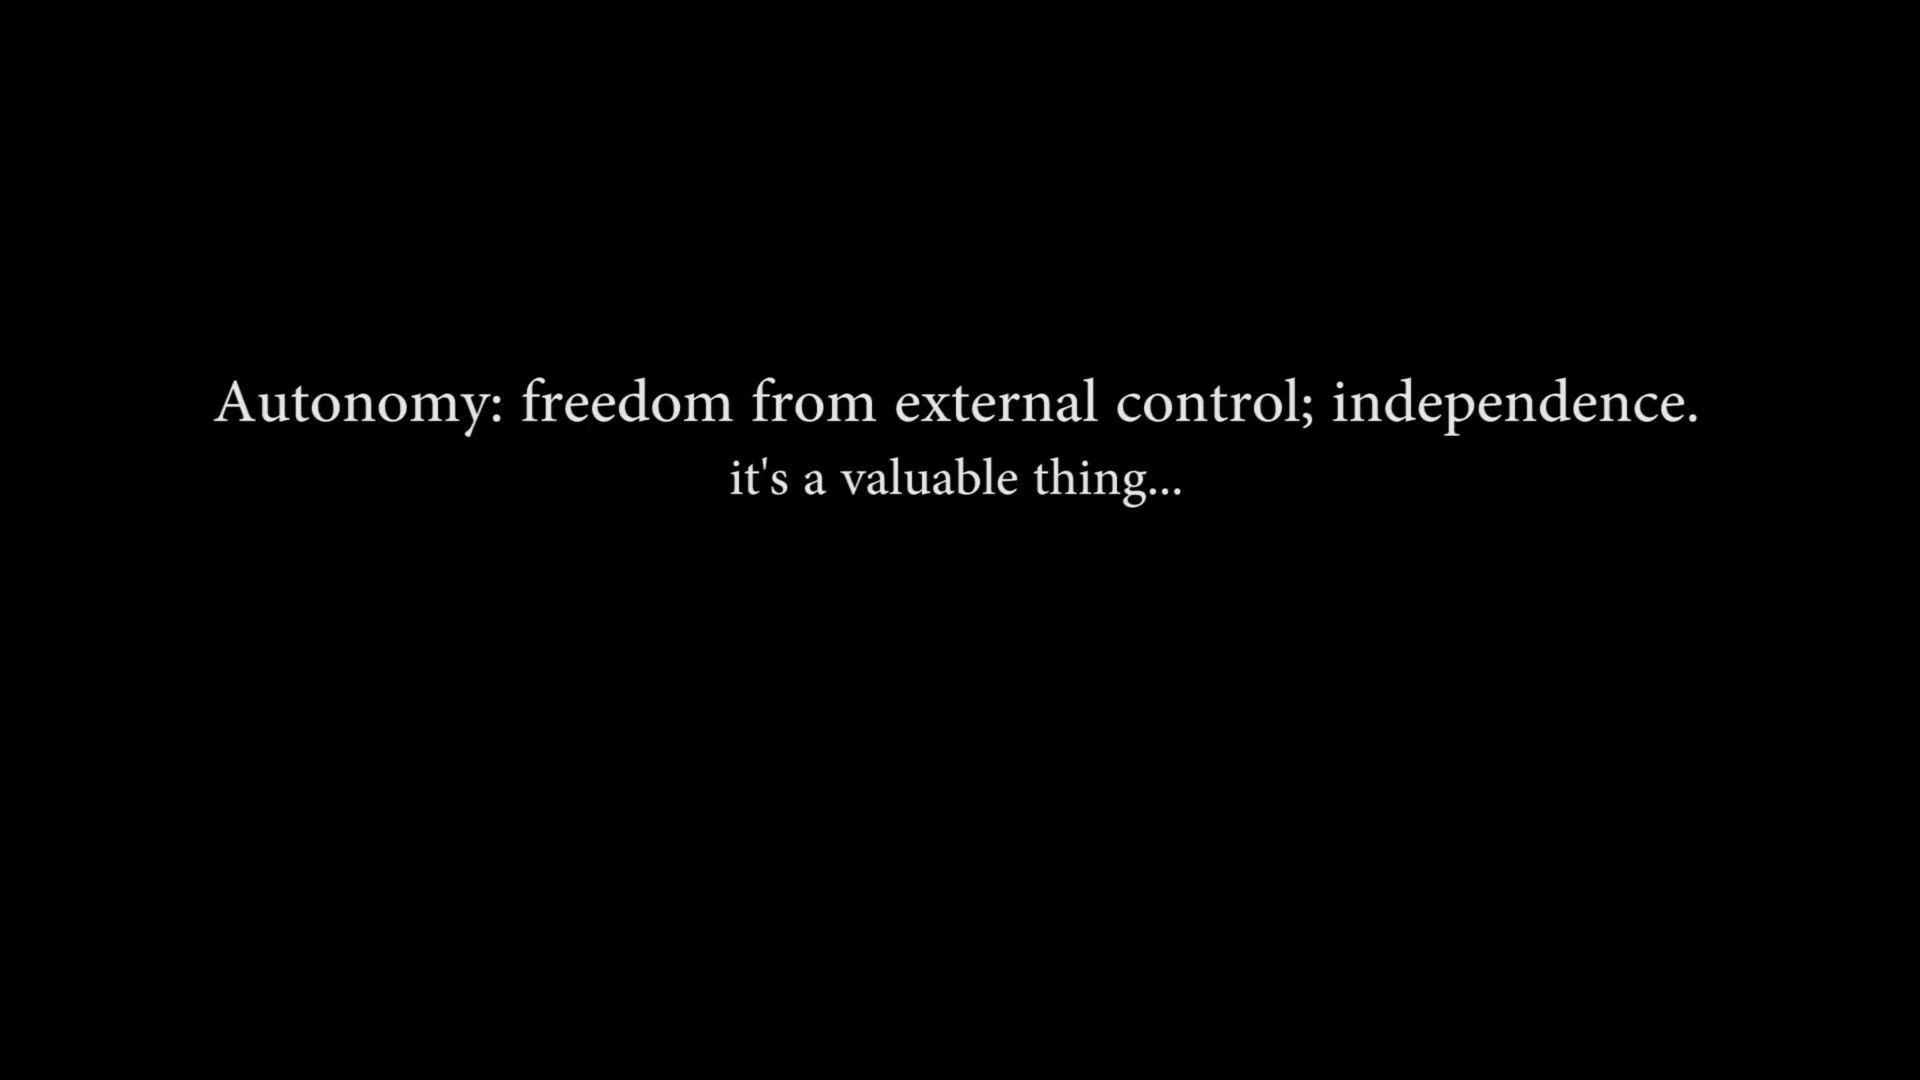 Autonomy: freedom from external control; independence.
it's a valuable thing...